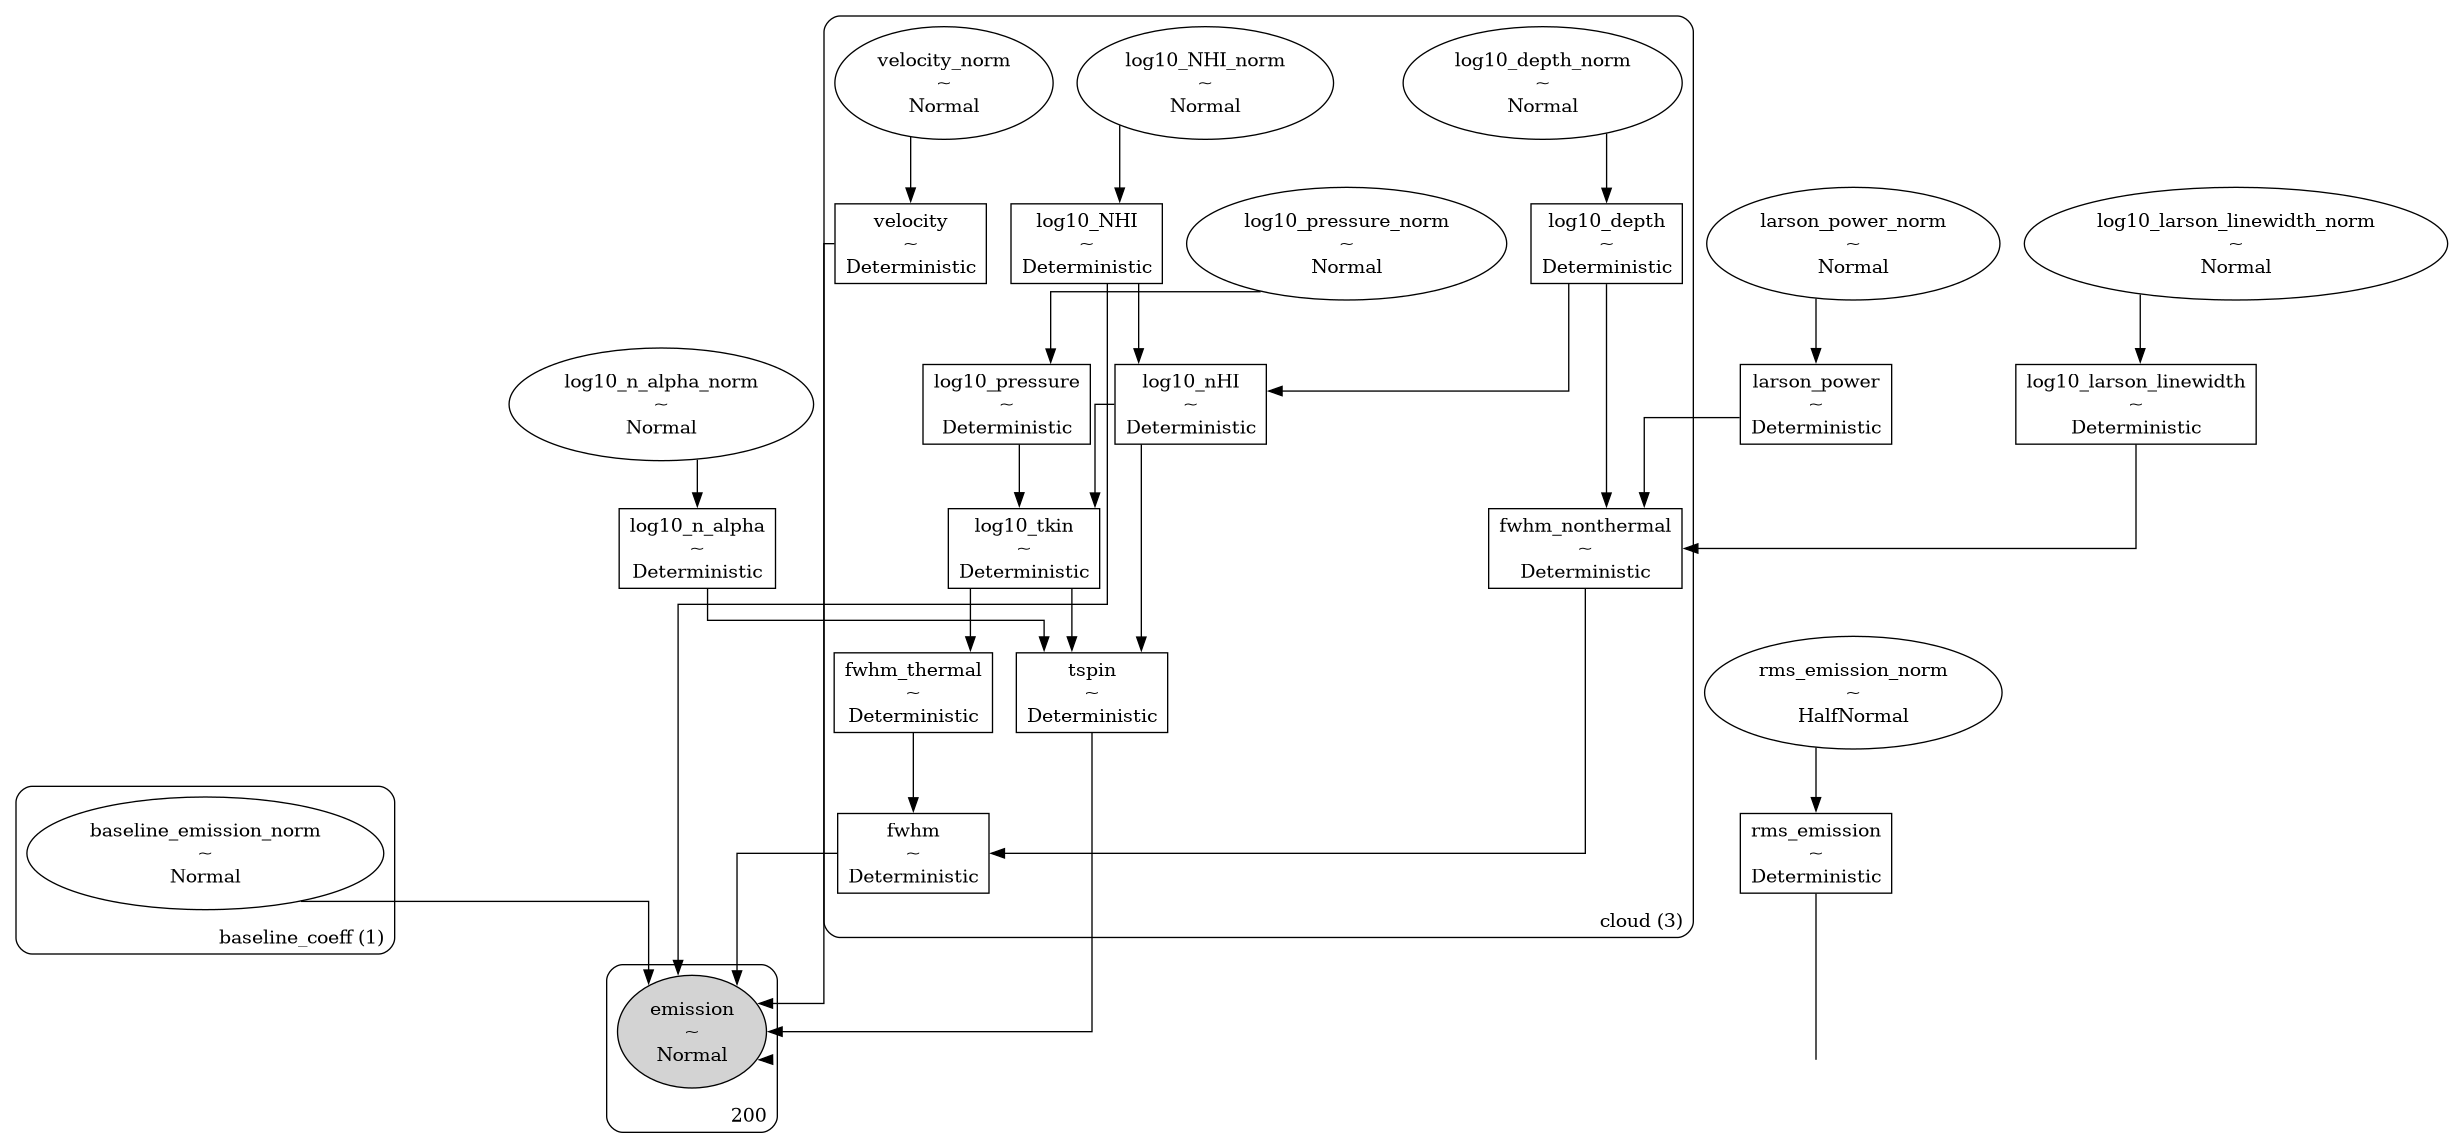 velocity_norm
~
Normal
log10_NHI_norm
~
Normal
log10_depth_norm
~
Normal
velocity
~
Deterministic
log10_NHI
~
Deterministic
log10_pressure_norm
~
Normal
log10_depth
~
Deterministic
larson_power_norm
~
Normal
log10_larson_linewidth_norm
~
Normal
log10_n_alpha_norm
~
Normal
log10_pressure
~
Deterministic
log10_nHI
~
Deterministic
larson_power
~
Deterministic
log10_larson_linewidth
~
Deterministic
log10_n_alpha
~
Deterministic
log10_tkin
~
Deterministic
fwhm_nonthermal
~
Deterministic
fwhm_thermal
~
Deterministic
tspin
~
Deterministic
rms_emission_norm
~
HalfNormal
baseline_emission_norm
~
Normal
baseline_coeff (1)
fwhm
~
Deterministic
rms_emission
~
Deterministic
cloud (3)
emission
~
Normal
200